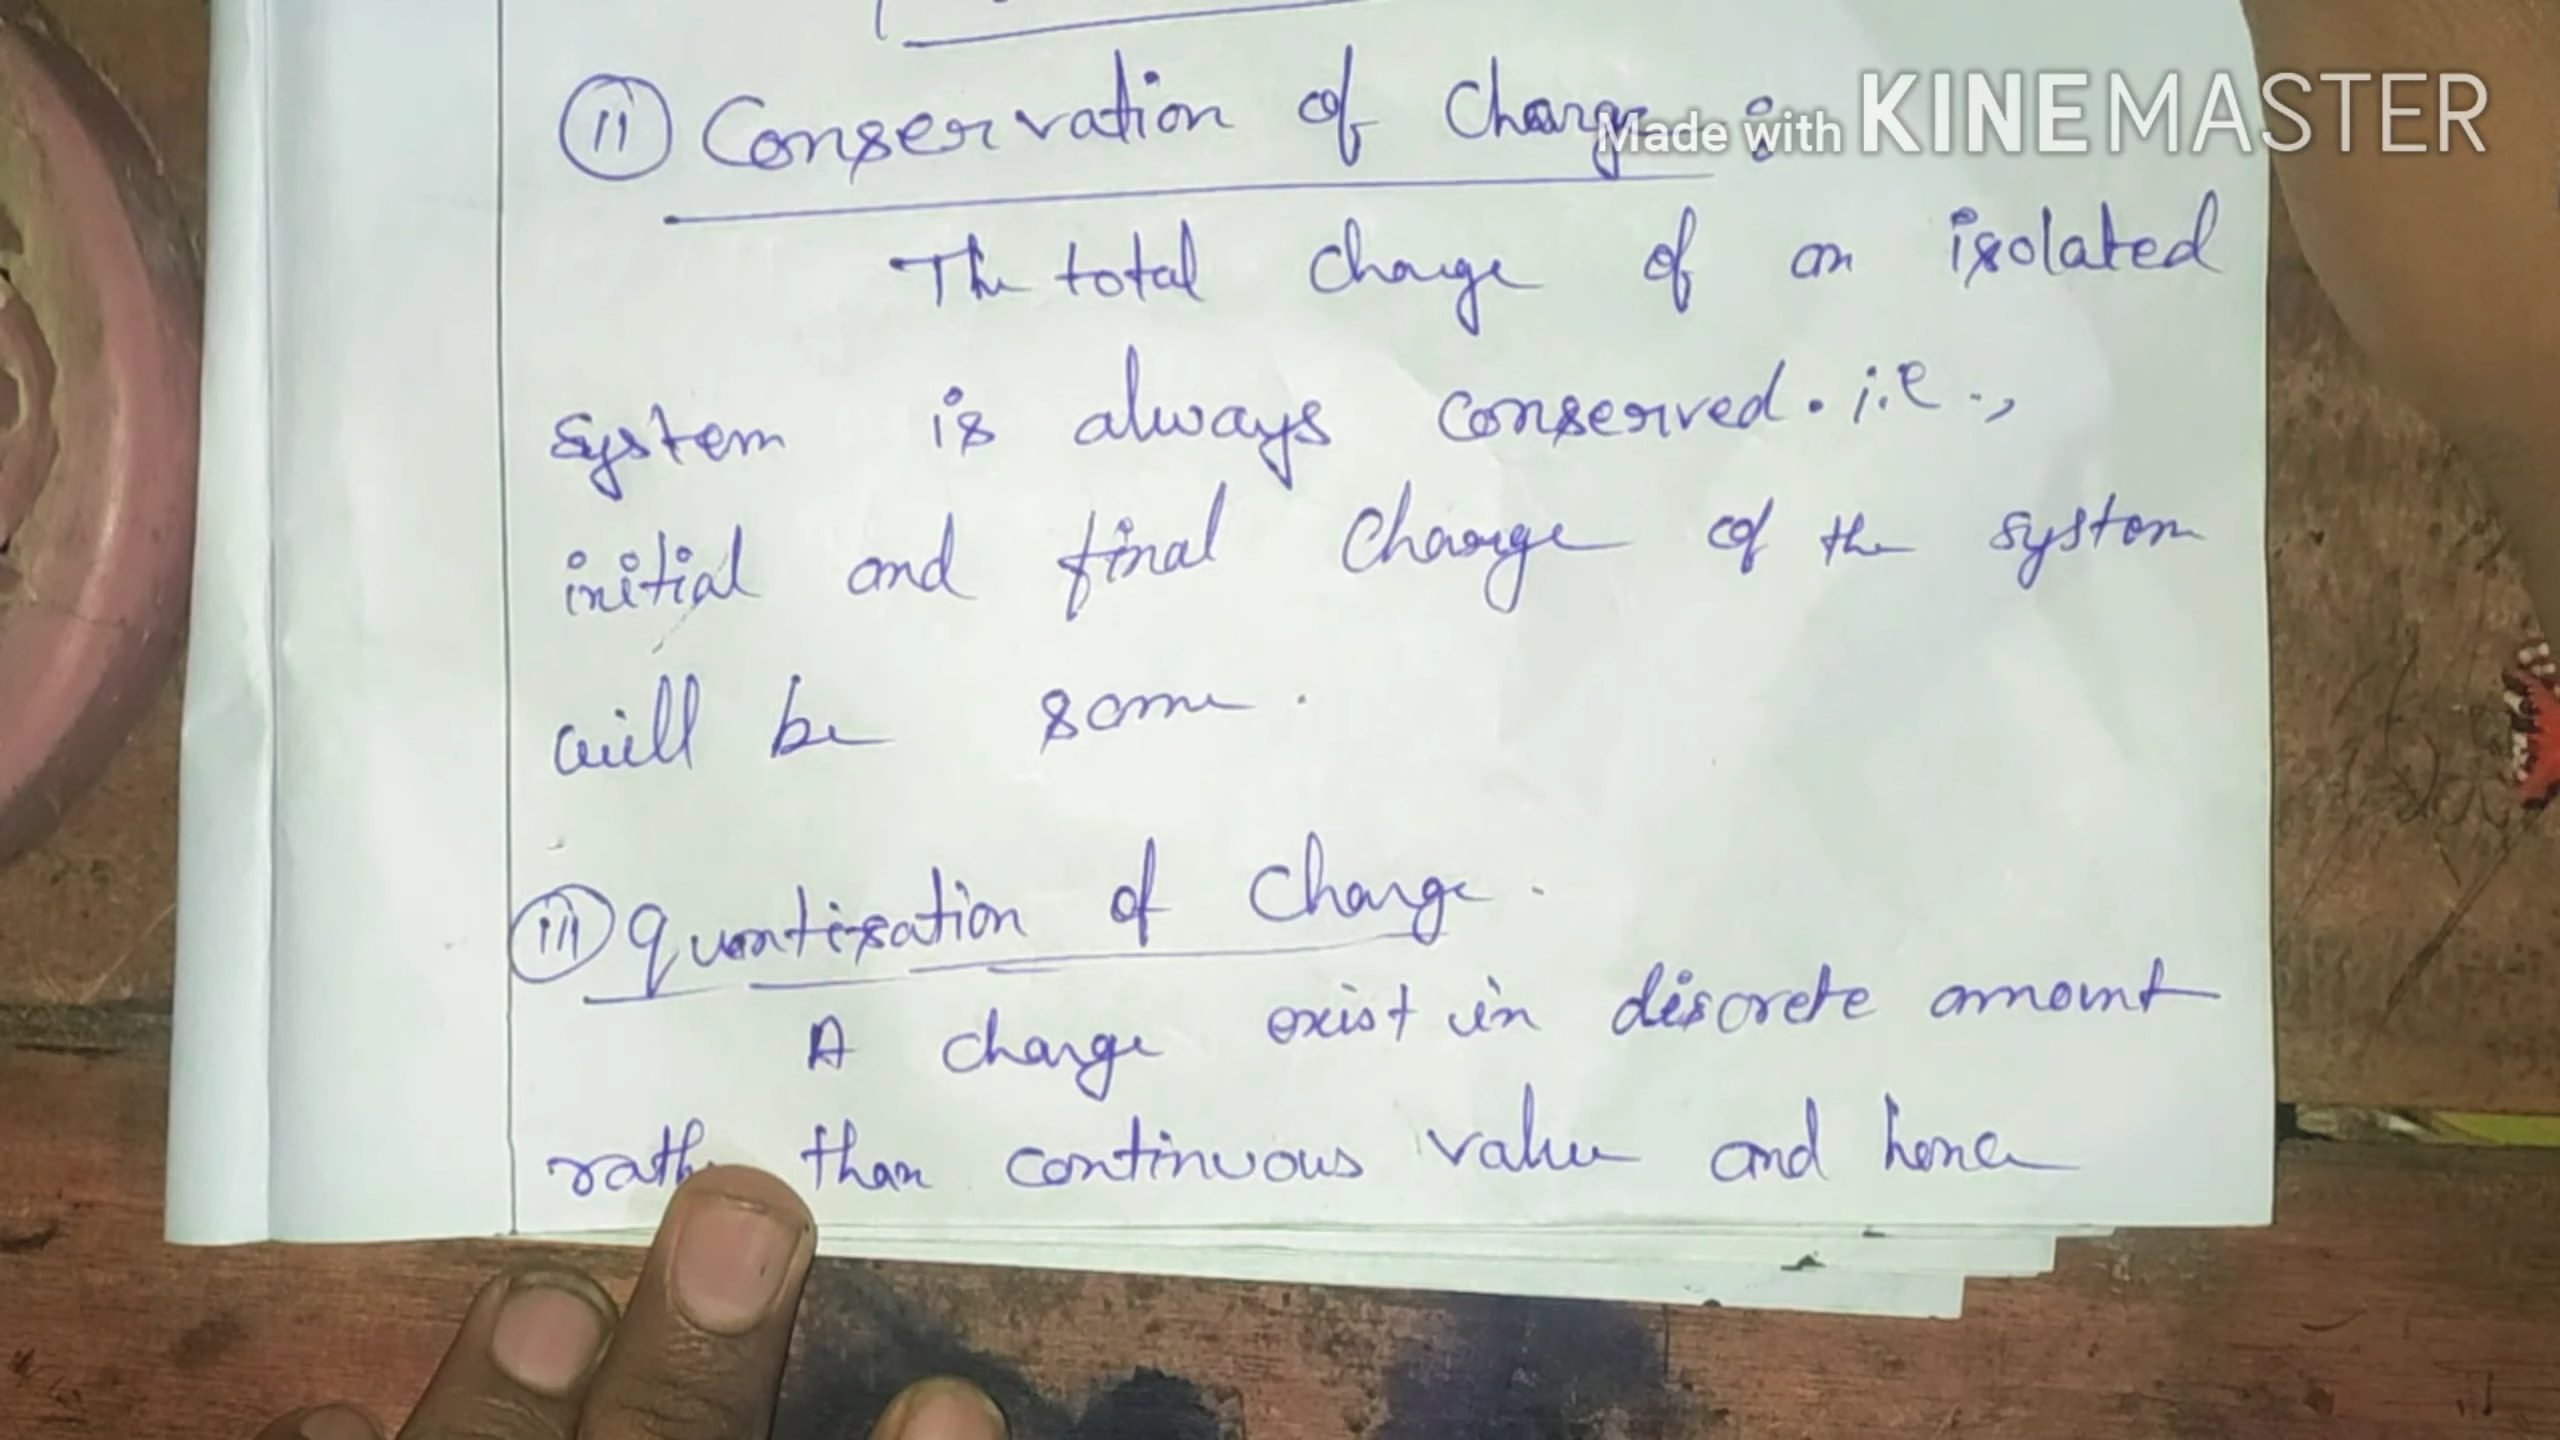 (ii) Conservation of Charge :
Made with KINEMASTER
The total charge of an isolated
system is always conserved. i.e.,
initial and final charge of the system
will be same.
(iii) quantisation of Charge.
A charge exist in discrete amount
than continuous value and hence